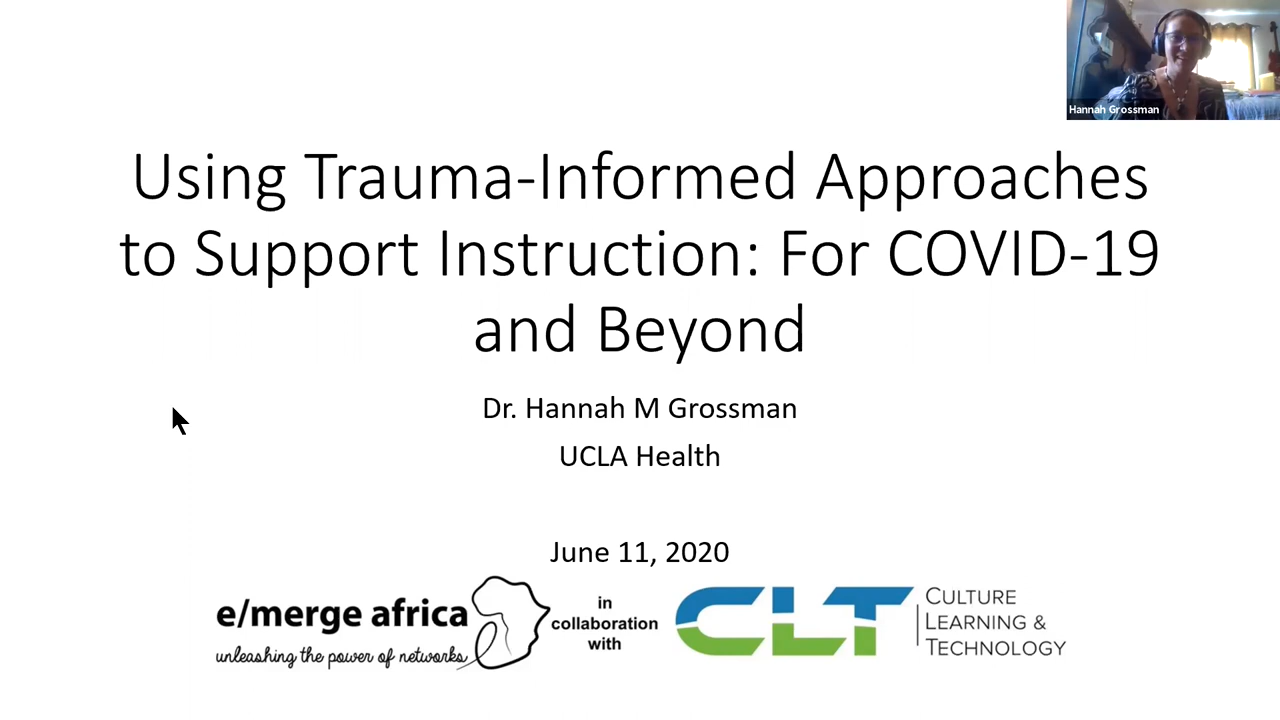 Hannah Grossman
Using Trauma-Informed Approaches
to Support Instruction: For COVID-19
and Beyond
Dr. Hannah M Grossman
UCLA Health
June 11, 2020
e/merge africa
unleashing the power of networks
in
collaboration
with
CLT
CULTURE
LEARNING &
TECHNOLOGY